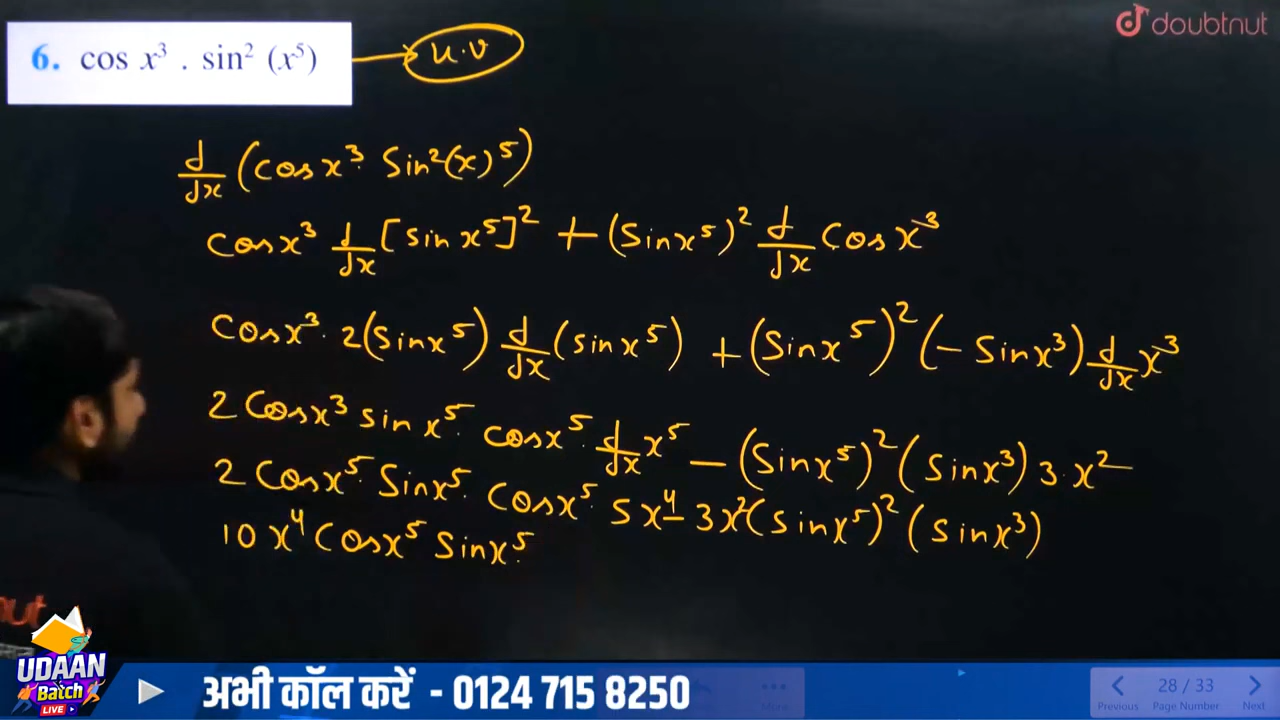 doubtnut
6. cos x³ . sin² (x⁵)
u.v
d/dx (cos x³ Sin²(x)⁵)
cos x³ d/dx [sin x⁵]² + (sin x⁵)² d/dx cos x³
cos x³. 2(sin x⁵) d/dx (sin x⁵) + (sin x⁵)² (- sin x³) d/dx x³
2 cos x³ sin x⁵. cos x⁵. d/dx x⁵ - (sin x⁵)² (sin x³) 3.x²
2 cos x⁵. Sin x⁵. cos x⁵. 5x⁴ - 3x² (sin x⁵)² (sin x³)
10 x⁴ cos x⁵ sin x⁵.
UDAAN
Batch
LIVE
अभी कॉल करें - 0124 715 8250
More
28 / 33
Previous Page Number Next